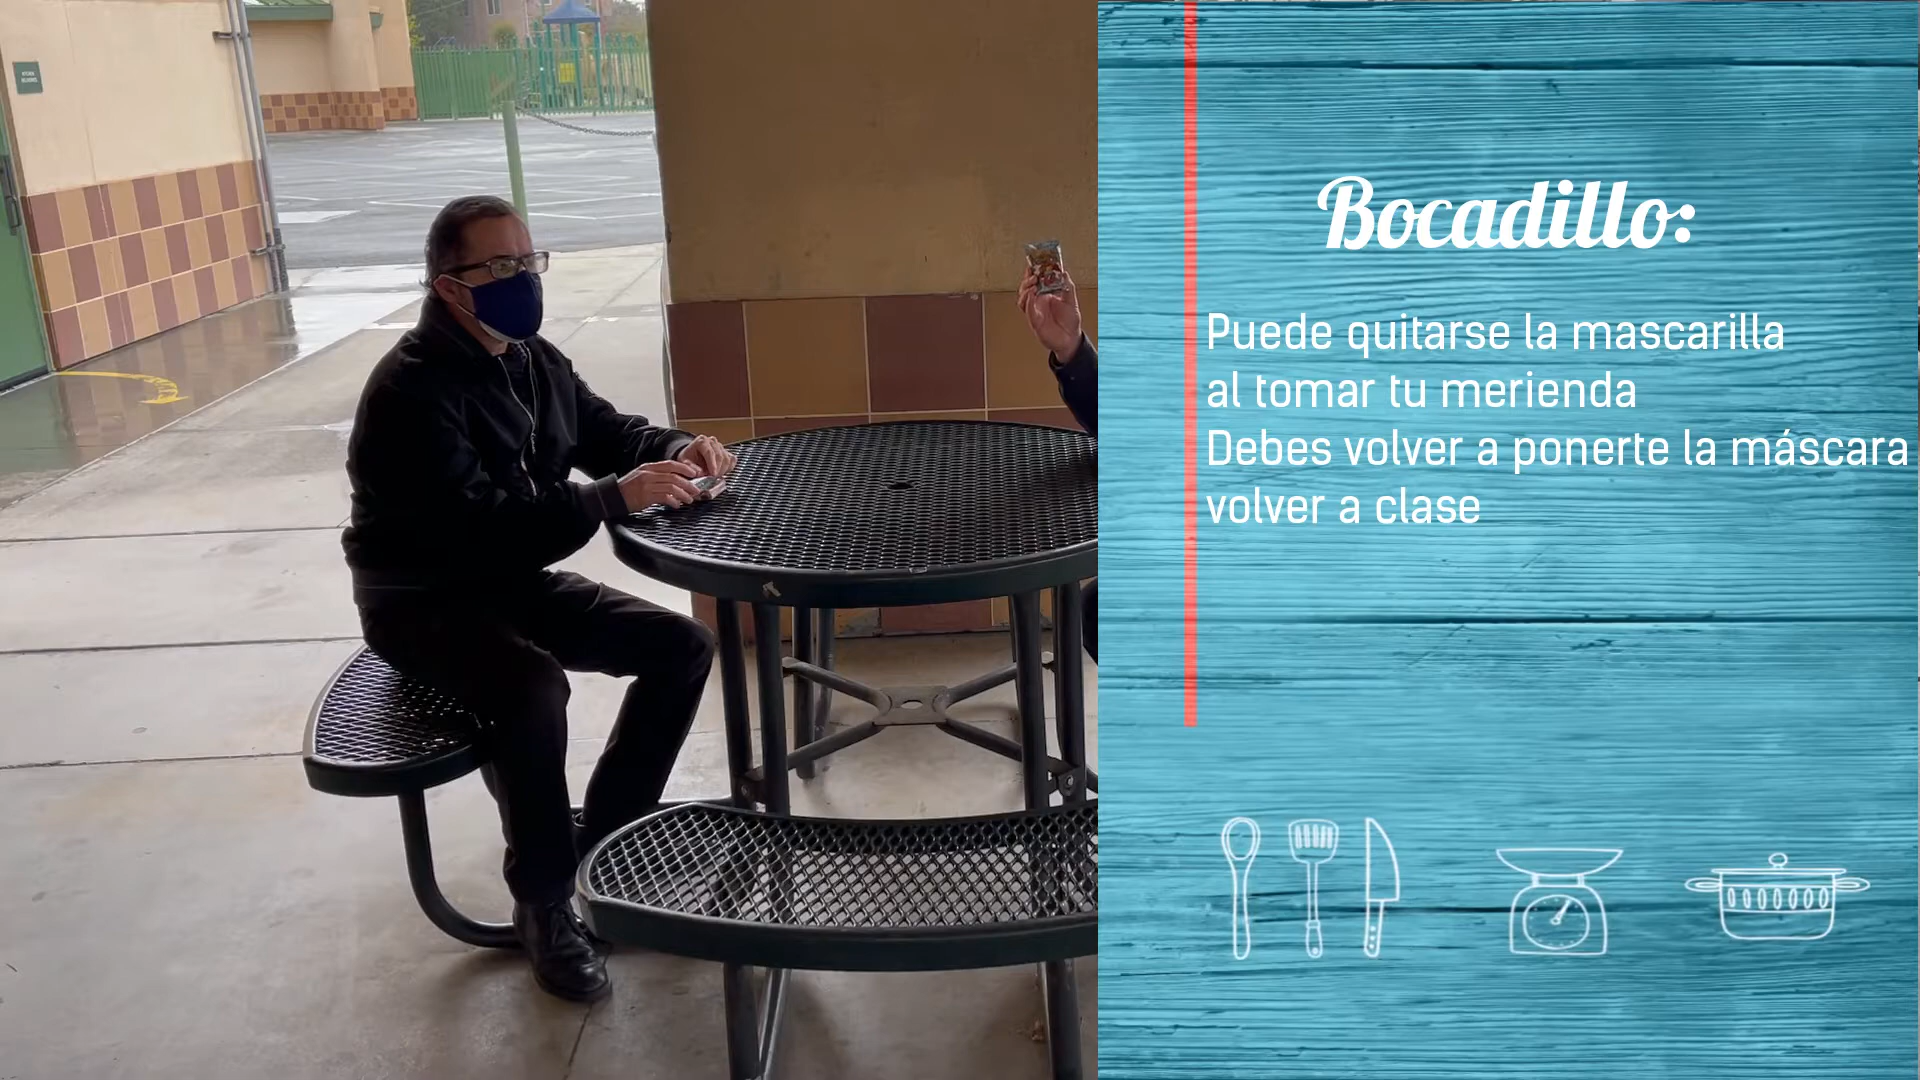 Bocadillo:
Puede quitarse la mascarilla
al tomar tu merienda
Debes volver a ponerte la máscara
volver a clase